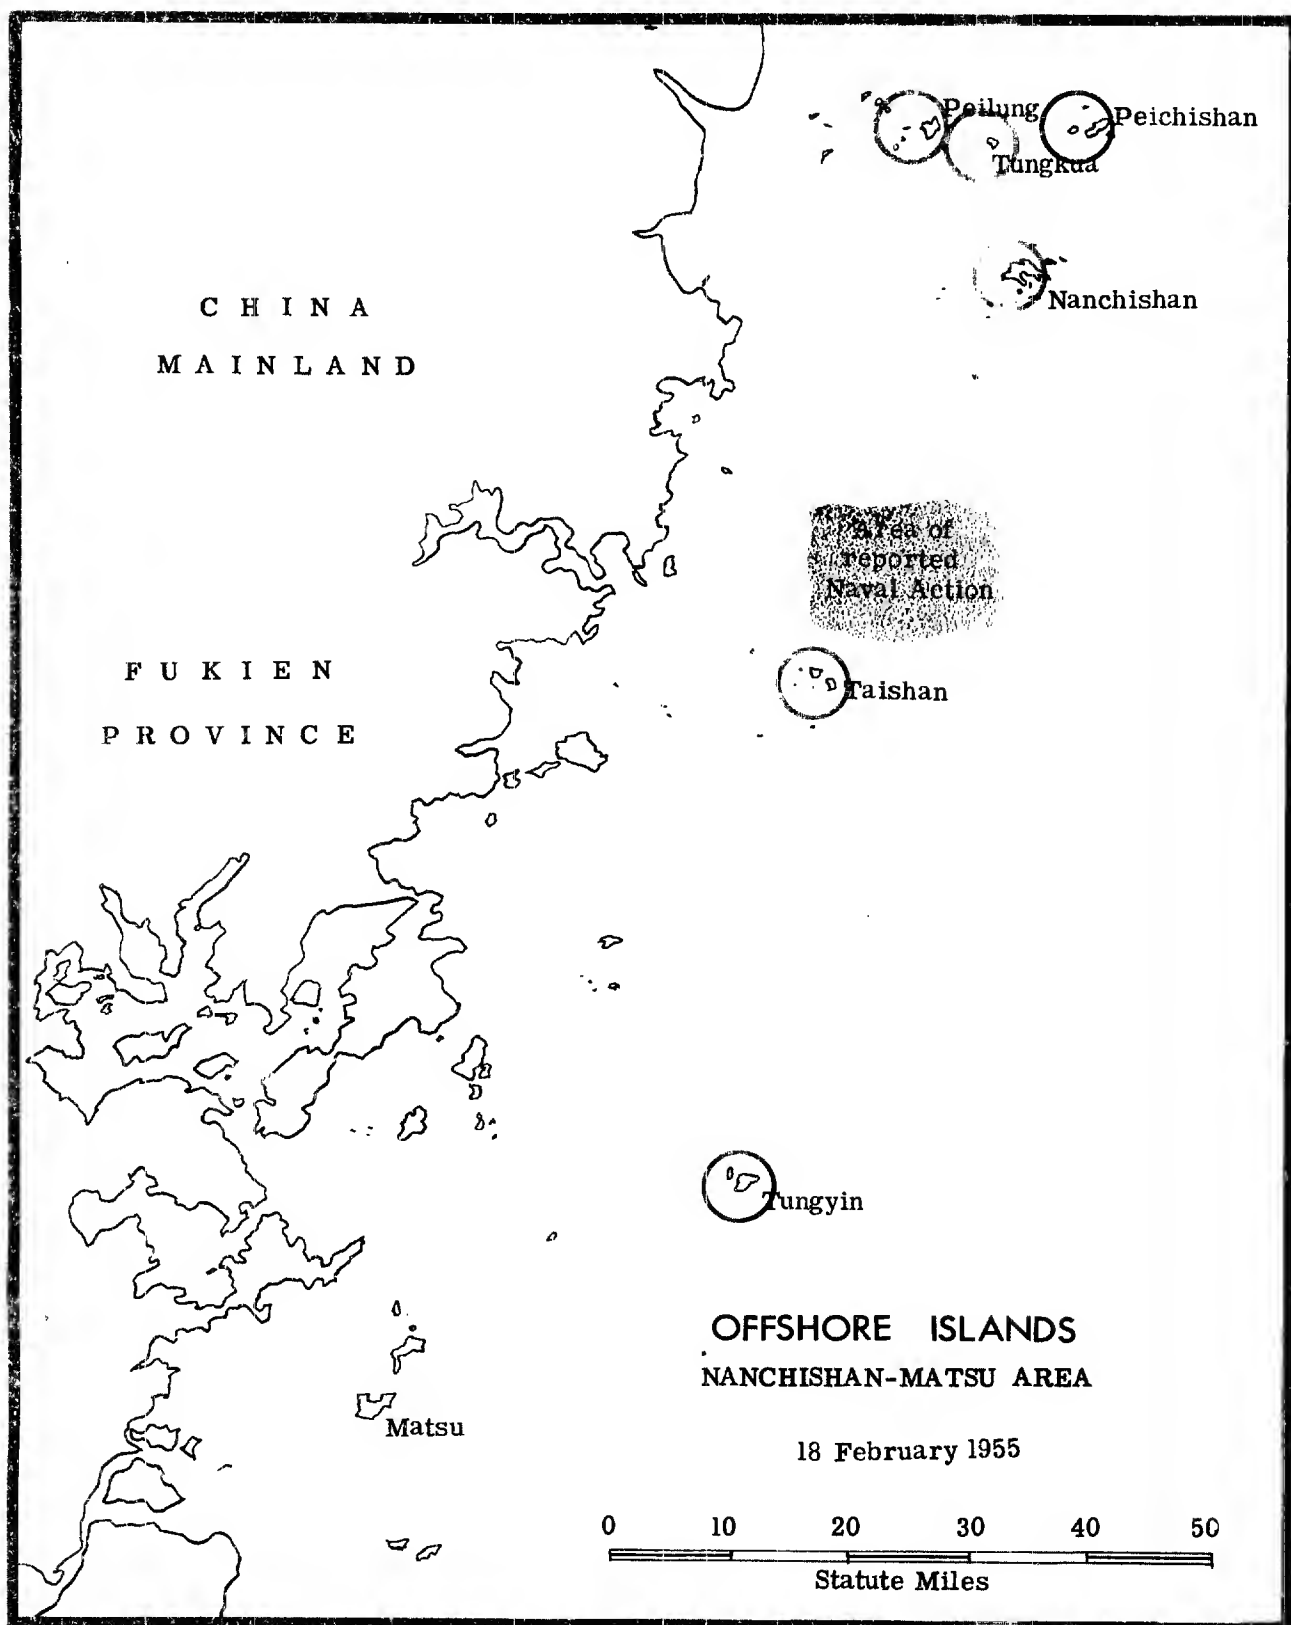 Peilung
Peichishan
Tungkua
Nanchishan
CHINA
MAINLAND
Area of
reported
Naval Action
FUKIEN
PROVINCE
Taishan
Tungyin
Matsu
OFFSHORE ISLANDS
NANCHISHAN-MATSU AREA
18 February 1955
0 10 20 30 40 50
Statute Miles